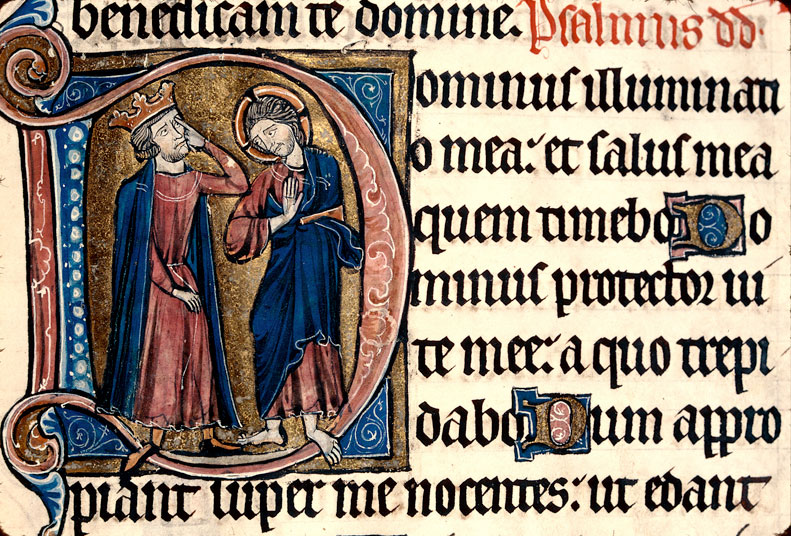 benedicam te domine. Psalmus dd.
Dominus illuminati
o mea: et salus mea
quem timebo Do
minus protector ui
te mee: a quo trepi
dabo Dum appro
piant super me nocentes: ut edant